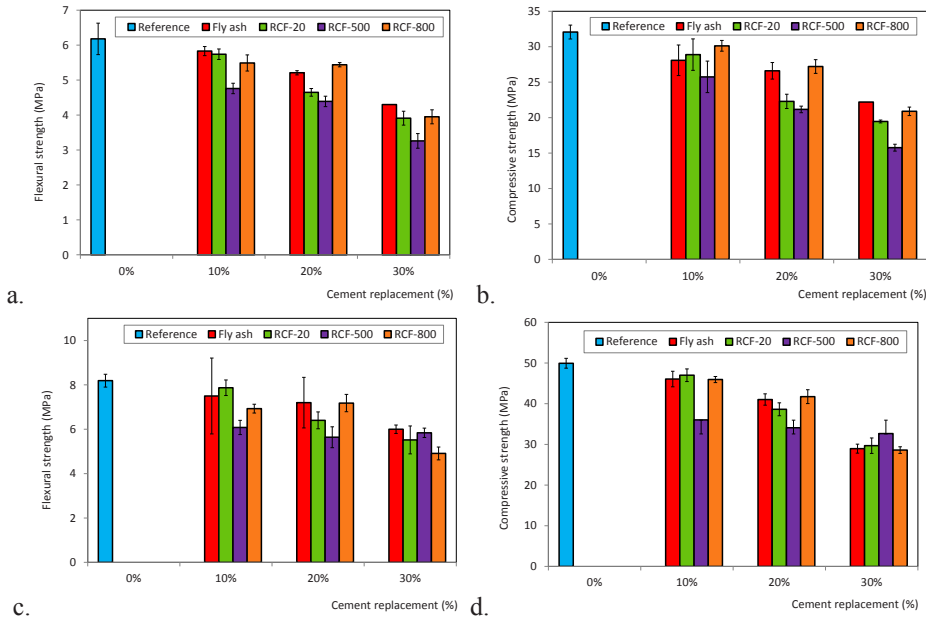 Reference Fly ash RCF-20 RCF-500 RCF-800
7
6
5
4
3
2
1
0
Flexural strength (MPa)
0% 10% 20% 30%
Cement replacement (%)
a.
Reference Fly ash RCF-20 RCF-500 RCF-800
35
30
25
20
15
10
5
0
Compressive strength (MPa)
0% 10% 20% 30%
Cement replacement (%)
b.
Reference Fly ash RCF-20 RCF-500 RCF-800
10
8
6
4
2
0
Flexural strength (MPa)
0% 10% 20% 30%
Cement replacement (%)
c.
Reference Fly ash RCF-20 RCF-500 RCF-800
60
50
40
30
20
10
0
Compressive strength (MPa)
0% 10% 20% 30%
Cement replacement (%)
d.